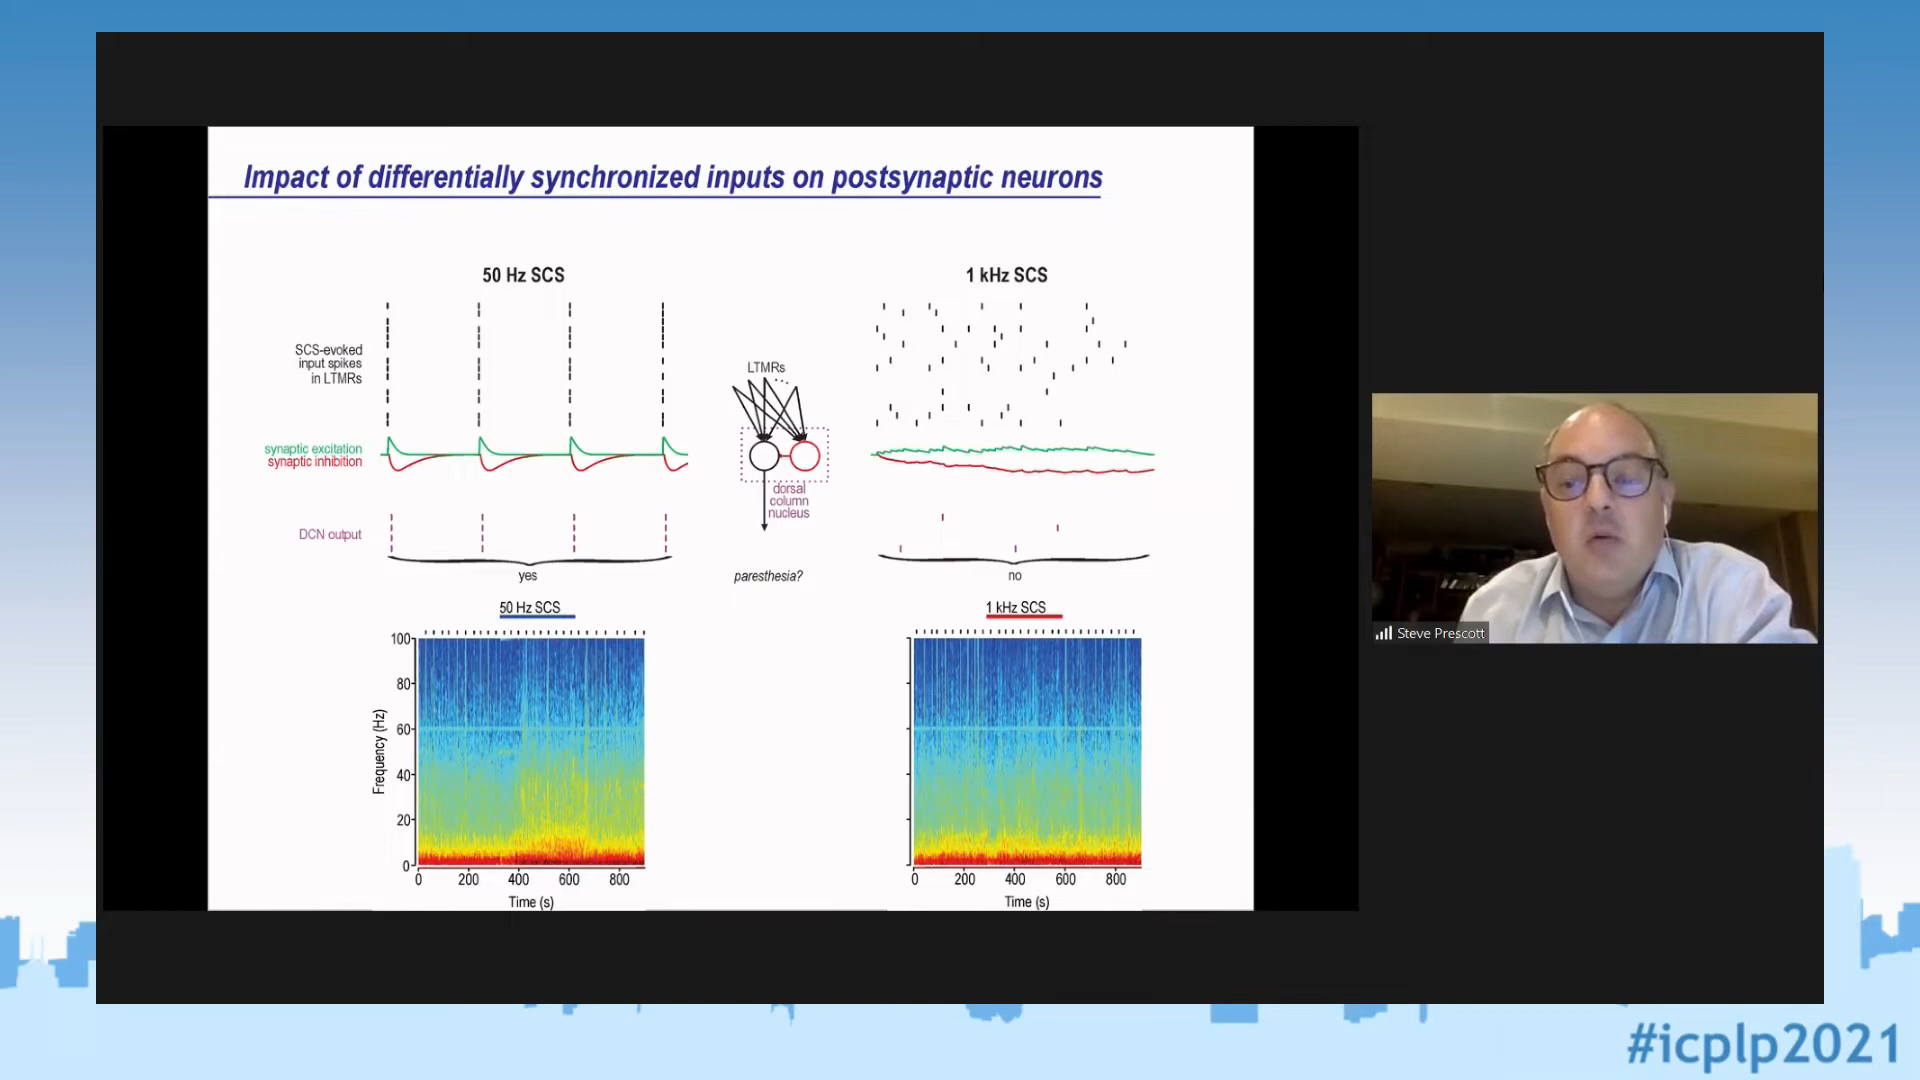 Impact of differentially synchronized inputs on postsynaptic neurons
50 Hz SCS
1 kHz SCS
SCS-evoked
input spikes
in LTMRs
LTMRs
synaptic excitation
synaptic inhibition
dorsal
column
nucleus
DCN output
yes
paresthesia?
no
50 Hz SCS
1 kHz SCS
100
80
60
40
20
0
Frequency (Hz)
0 200 400 600 800
Time (s)
0 200 400 600 800
Time (s)
Steve Prescott
#icplp2021